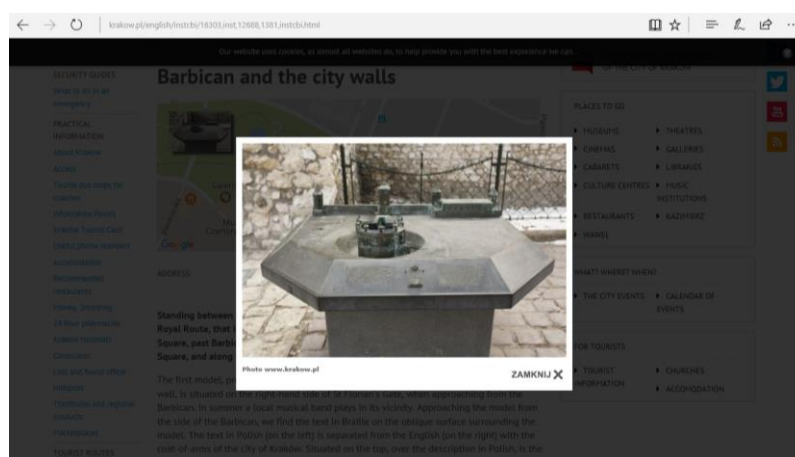 krakow.pl/english/instcbi/16303,inst,12688,1381,instcbi.html
Our website uses cookies, as almost all websites do, to help provide you with the best experience we can.
SECURITY GUIDES
What to do in an
emergency
PRACTICAL
INFORMATION
About Krakow
Access
Tourist bus stops for
coaches
Information Points
Krakow Tourist Card
Useful phone numbers
Accommodation
Recommended
restaurants
Money, Shopping
24-hour pharmacies
Krakow hospitals
Consulates
Lost and found office
Hotspots
Traditional and regional
products
Marketplaces
TOURIST ROUTES
Barbican and the city walls
Google
ADDRESS
Standing between
Royal Route, that
Square, past Barbi
Square, and along
The first model, pr
wall, is situated on the right-hand side of St Florian's Gate, when approaching from the
Barbican. In summer a local musical band plays in its vicinity. Approaching the model from
the side of the Barbican, we find the text in Braille on the oblique surface surrounding the
model. The text in Polish (on the left) is separated from the English (on the right) with the
coat-of-arms of the city of Kraków. Situated on the top, over the description in Polish, is the
Photo www.krakow.pl
ZAMKNIJ X
OF THE CITY OF KRAKOW
PLACES TO GO
MUSEUMS
THEATRES
CINEMAS
GALLERIES
CABARETS
LIBRARIES
CULTURE CENTRES
MUSIC
INSTITUTIONS
RESTAURANTS
KAZIMIERZ
WAWEL
WHAT? WHERE? WHEN?
THE CITY EVENTS
CALENDAR OF
EVENTS
FOR TOURISTS
TOURIST
INFORMATION
CHURCHES
ACCOMODATION